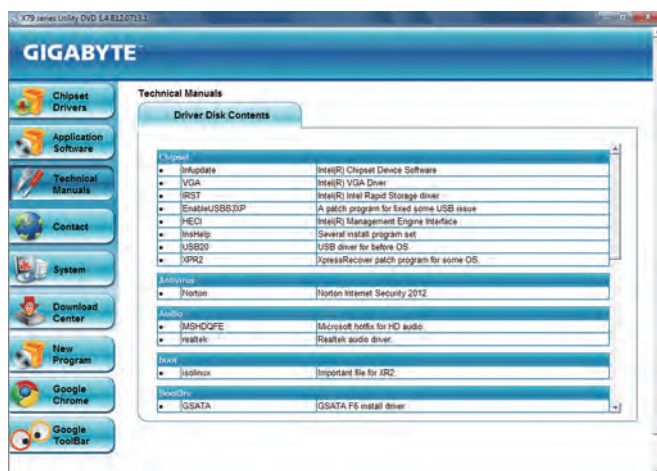 X79 series Utility DVD 1.4 B12.0713.1
GIGABYTE
Chipset
Drivers
Application
Software
Technical
Manuals
Contact
System
Download
Center
New
Program
Google
Chrome
Google
ToolBar
Technical Manuals
Driver Disk Contents
Chipset
• Infupdate Intel(R) Chipset Device Software
• VGA Intel(R) VGA Driver
• IRST Intel(R) Intel Rapid Storage driver
• A patch program for fixed some USB issue
• HECI Intel(R) Management Engine Interface
• InsHelp Several install program set
• USB20 USB driver for before OS.
• XPR2 XpressRecover patch program for some OS.
Antivirus
• Norton Norton Internet Security 2012
Audio
• MSHDQFE Microsoft hotfix for HD audio.
• realtek Realtek audio driver.
boot
• isolinux Important file for XR2.
BootDrv
• GSATA GSATA F6 install driver